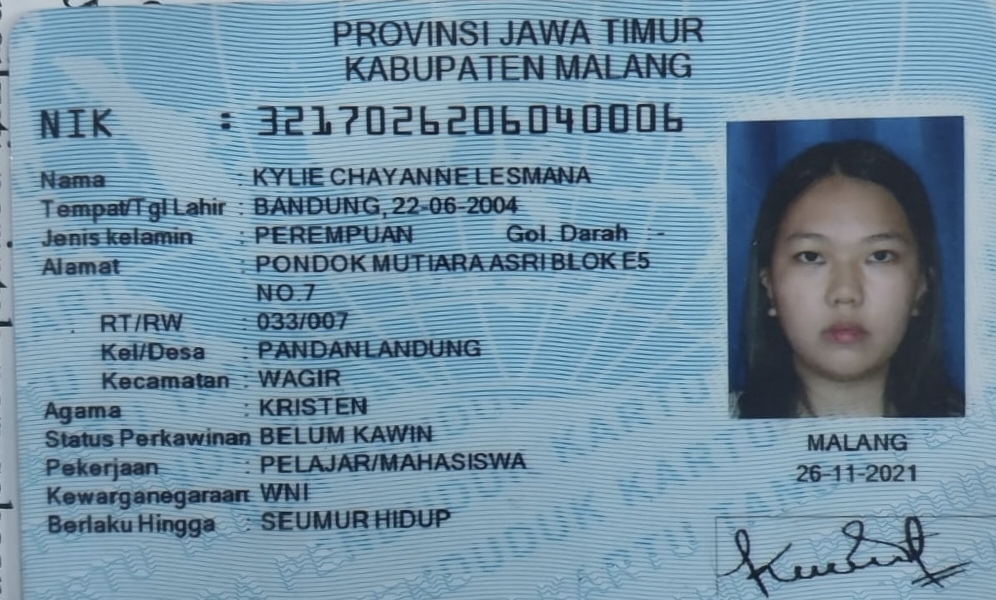 PROVINSI JAWA TIMUR
KABUPATEN MALANG
NIK : 3217026206040006
Nama : KYLIE CHAYANNE LESMANA
Tempat/Tgl Lahir : BANDUNG, 22-06-2004
Jenis kelamin : PEREMPUAN Gol. Darah :-
Alamat : PONDOK MUTIARA ASRI BLOK E5
NO.7
RT/RW : 033/007
Kel/Desa : PANDANLANDUNG
Kecamatan : WAGIR
Agama : KRISTEN
Status Perkawinan BELUM KAWIN
Pekerjaan : PELAJAR/MAHASISWA
Kewarganegaraan: WNI
Berlaku Hingga : SEUMUR HIDUP
MALANG
26-11-2021